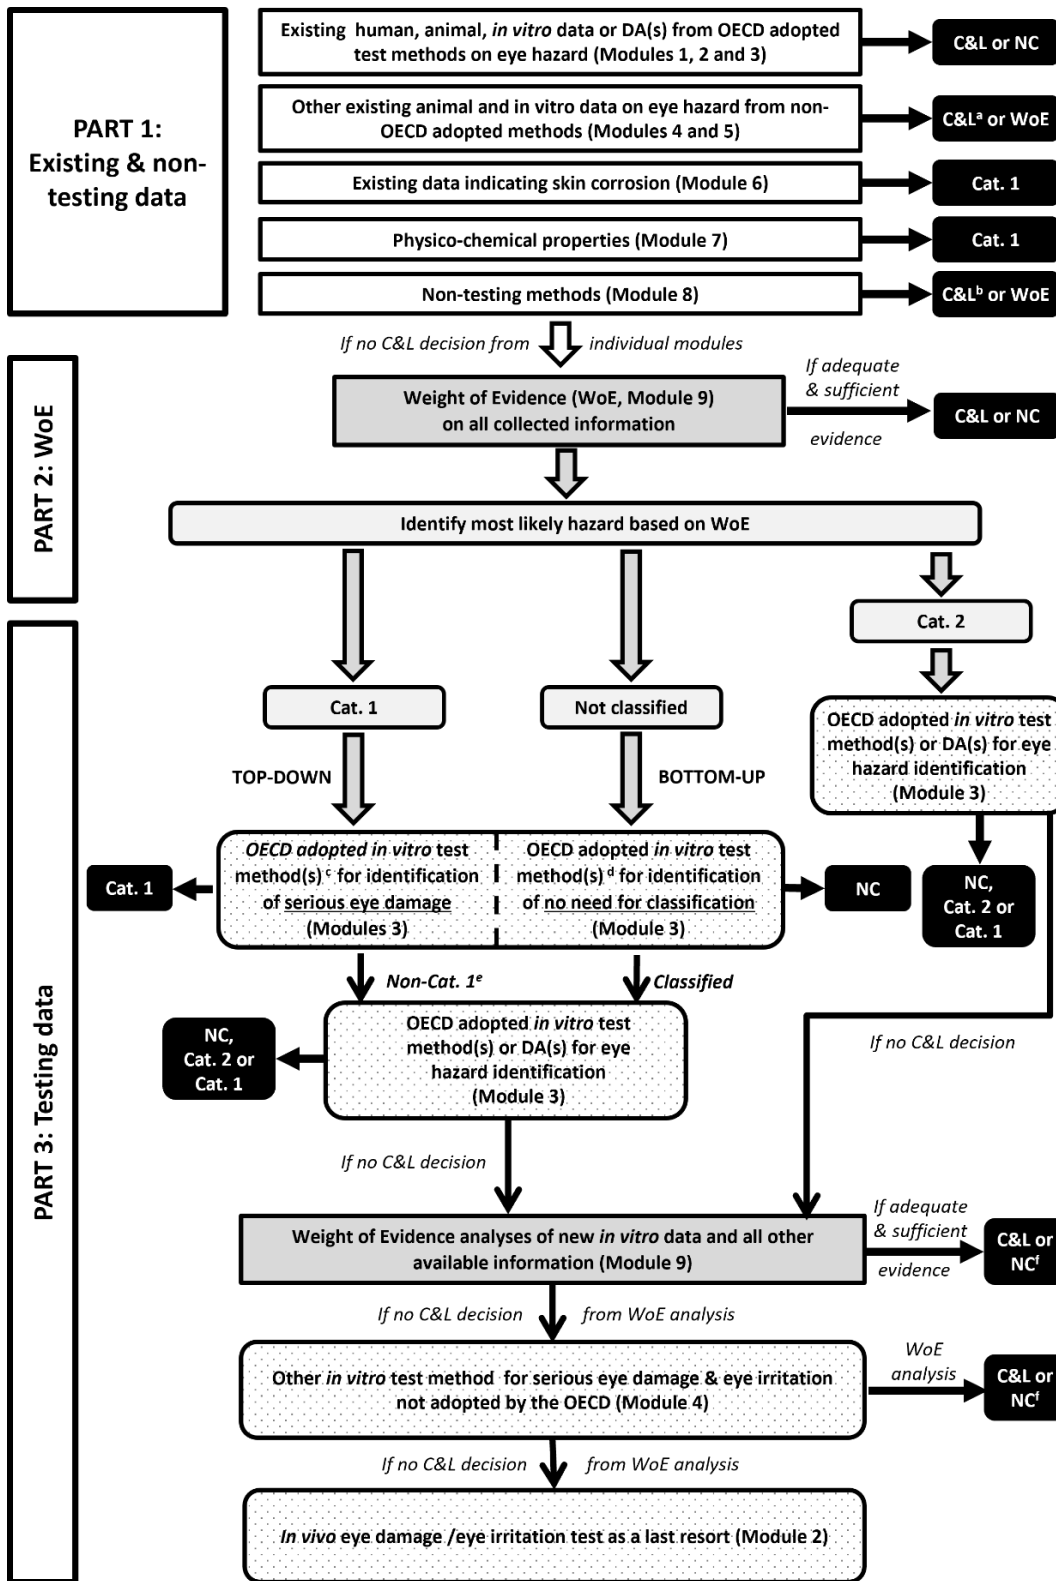 PART 1:
Existing & non-
testing data
Existing human, animal, in vitro data or DA(s) from OECD adopted
test methods on eye hazard (Modules 1, 2 and 3)
C&L or NC
Other existing animal and in vitro data on eye hazard from non-
OECD adopted methods (Modules 4 and 5)
C&Lᵃ or WoE
Existing data indicating skin corrosion (Module 6)
Cat. 1
Physico-chemical properties (Module 7)
Cat. 1
Non-testing methods (Module 8)
C&Lᵇ or WoE
If no C&L decision from individual modules
PART 2: WoE
Weight of Evidence (WoE, Module 9)
on all collected information
If adequate
& sufficient
evidence
C&L or NC
Identify most likely hazard based on WoE
Cat. 2
PART 3: Testing data
Cat. 1
Not classified
OECD adopted in vitro test
method(s) or DA(s) for eye
hazard identification
(Module 3)
TOP-DOWN
BOTTOM-UP
Cat. 1
OECD adopted in vitro test
method(s) ᶜ for identification
of serious eye damage
(Modules 3)
OECD adopted in vitro test
method(s) ᵈ for identification
of no need for classification
(Module 3)
NC
NC,
Cat. 2 or
Cat. 1
Non-Cat. 1ᵉ
Classified
NC,
Cat. 2 or
Cat. 1
OECD adopted in vitro test
method(s) or DA(s) for eye
hazard identification
(Module 3)
If no C&L decision
If no C&L decision
Weight of Evidence analyses of new in vitro data and all other
available information (Module 9)
If adequate
& sufficient
evidence
C&L or
NCᶠ
If no C&L decision from WoE analysis
Other in vitro test method for serious eye damage & eye irritation
not adopted by the OECD (Module 4)
WoE
analysis
C&L or
NCᶠ
If no C&L decision from WoE analysis
In vivo eye damage /eye irritation test as a last resort (Module 2)